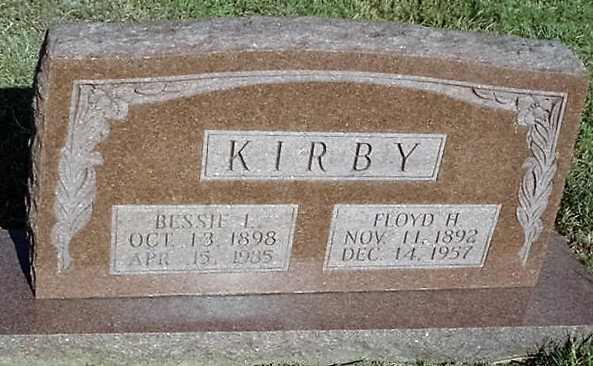 KIRBY
BESSIE L.
OCT. 13, 1898
APR. 15, 1985
FLOYD H.
NOV. 11, 1892
DEC. 14, 1957